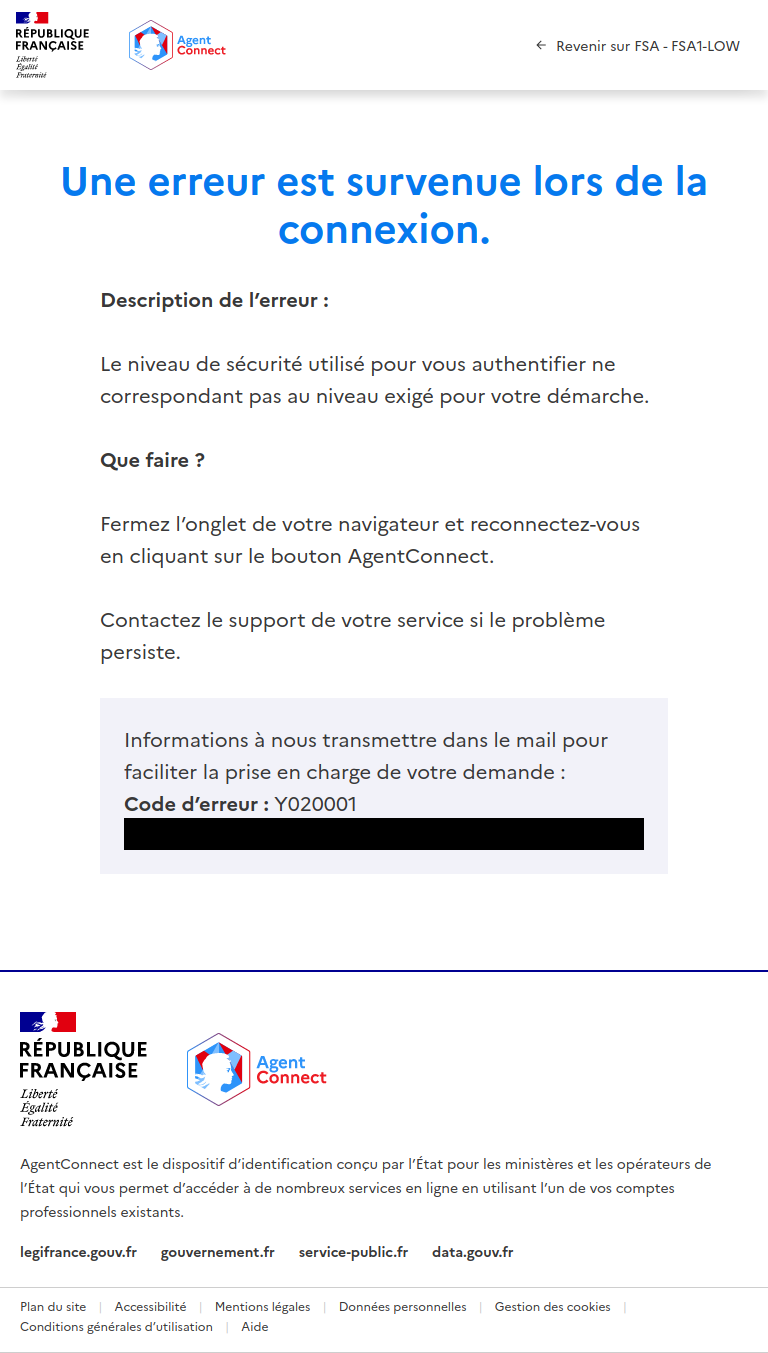 RÉPUBLIQUE
FRANÇAISE
Liberté
Égalité
Fraternité
Agent
Connect
← Revenir sur FSA - FSA1-LOW
Une erreur est survenue lors de la
connexion.
Description de l’erreur :
Le niveau de sécurité utilisé pour vous authentifier ne
correspondant pas au niveau exigé pour votre démarche.
Que faire ?
Fermez l’onglet de votre navigateur et reconnectez-vous
en cliquant sur le bouton AgentConnect.
Contactez le support de votre service si le problème
persiste.
Informations à nous transmettre dans le mail pour
faciliter la prise en charge de votre demande :
Code d’erreur : Y020001
RÉPUBLIQUE
FRANÇAISE
Liberté
Égalité
Fraternité
Agent
Connect
AgentConnect est le dispositif d’identification conçu par l’État pour les ministères et les opérateurs de
l’État qui vous permet d’accéder à de nombreux services en ligne en utilisant l’un de vos comptes
professionnels existants.
legifrance.gouv.fr gouvernement.fr service-public.fr data.gouv.fr
Plan du site | Accessibilité | Mentions légales | Données personnelles | Gestion des cookies |
Conditions générales d’utilisation | Aide